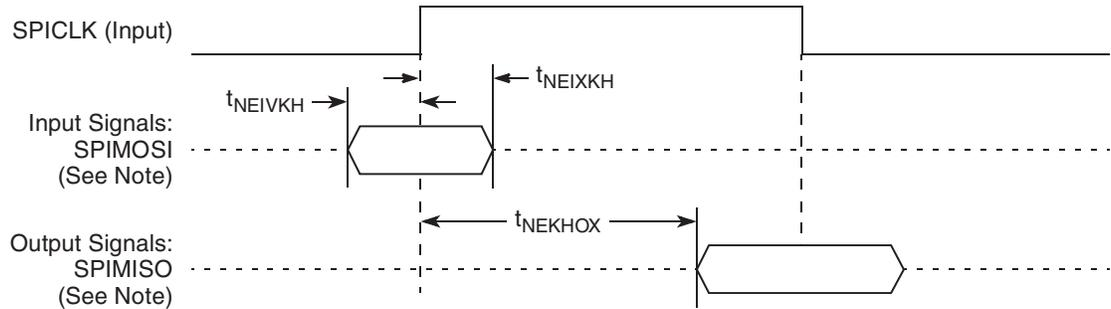 SPICLK (Input)
tNEIXKH
tNEIVKH
Input Signals:
SPIMOSI
(See Note)
tNEKHOX
Output Signals:
SPIMISO
(See Note)